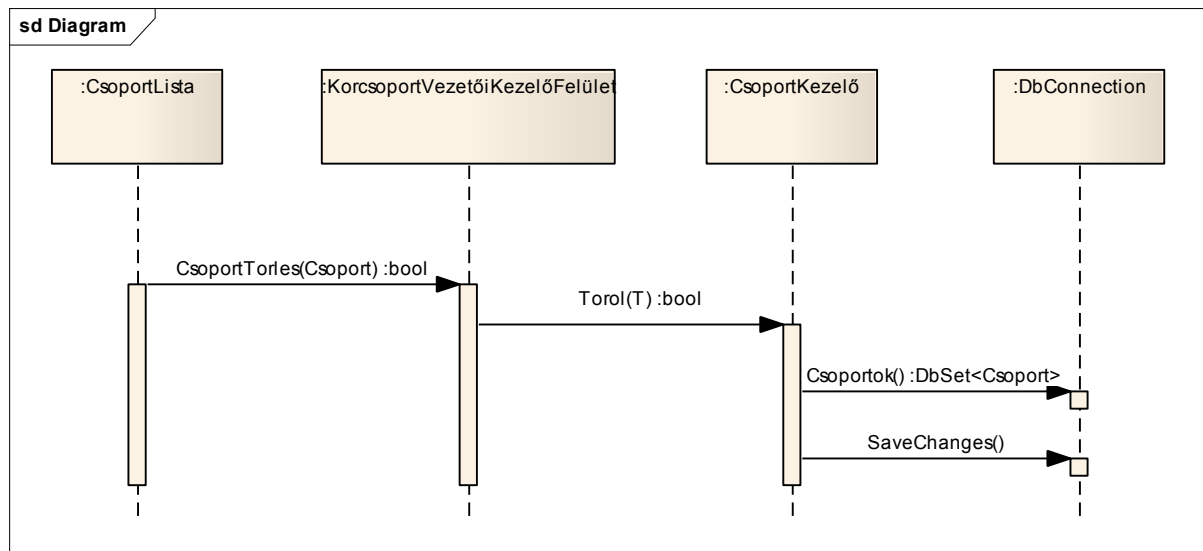 sd Diagram
:CsoportLista
:KorcsoportVezetőiKezelőFelület
:CsoportKezelő
:DbConnection
CsoportTorles(Csoport) :bool
Torol(T) :bool
Csoportok() :DbSet<Csoport>
SaveChanges()